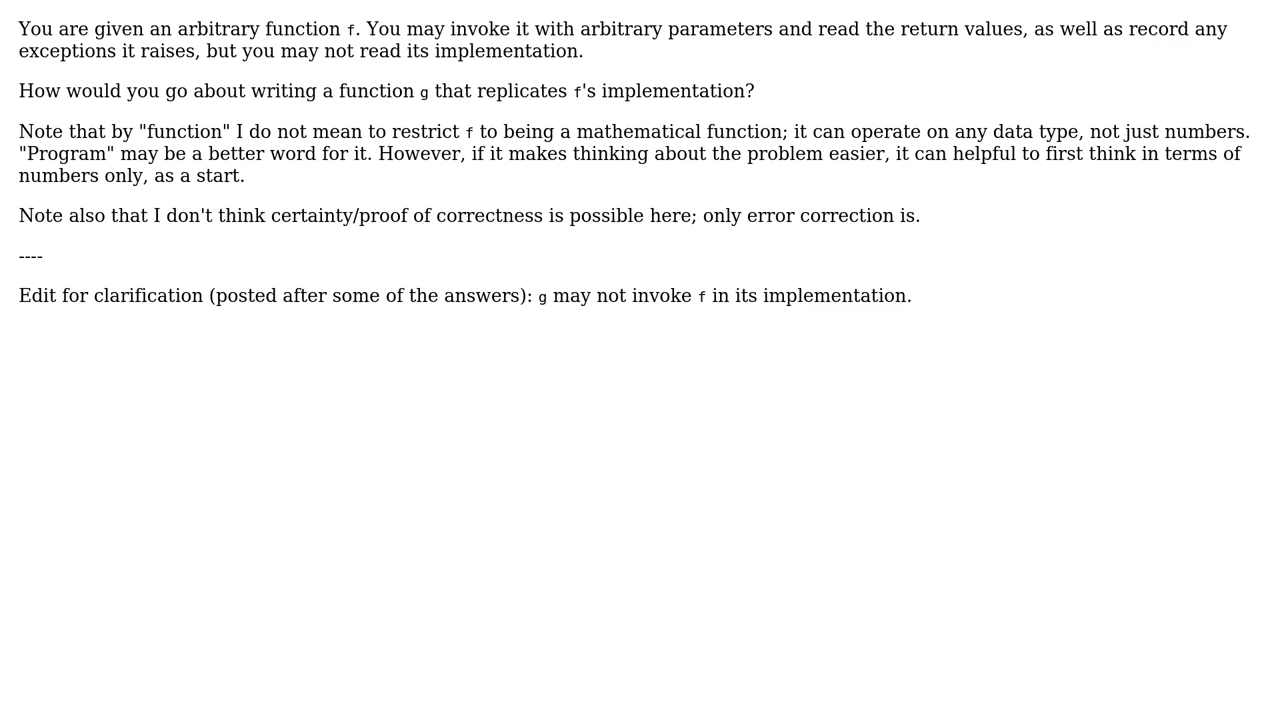 You are given an arbitrary function f. You may invoke it with arbitrary parameters and read the return values, as well as record any
exceptions it raises, but you may not read its implementation.
How would you go about writing a function g that replicates f's implementation?
Note that by "function" I do not mean to restrict f to being a mathematical function; it can operate on any data type, not just numbers.
"Program" may be a better word for it. However, if it makes thinking about the problem easier, it can helpful to first think in terms of
numbers only, as a start.
Note also that I don't think certainty/proof of correctness is possible here; only error correction is.
----
Edit for clarification (posted after some of the answers): g may not invoke f in its implementation.